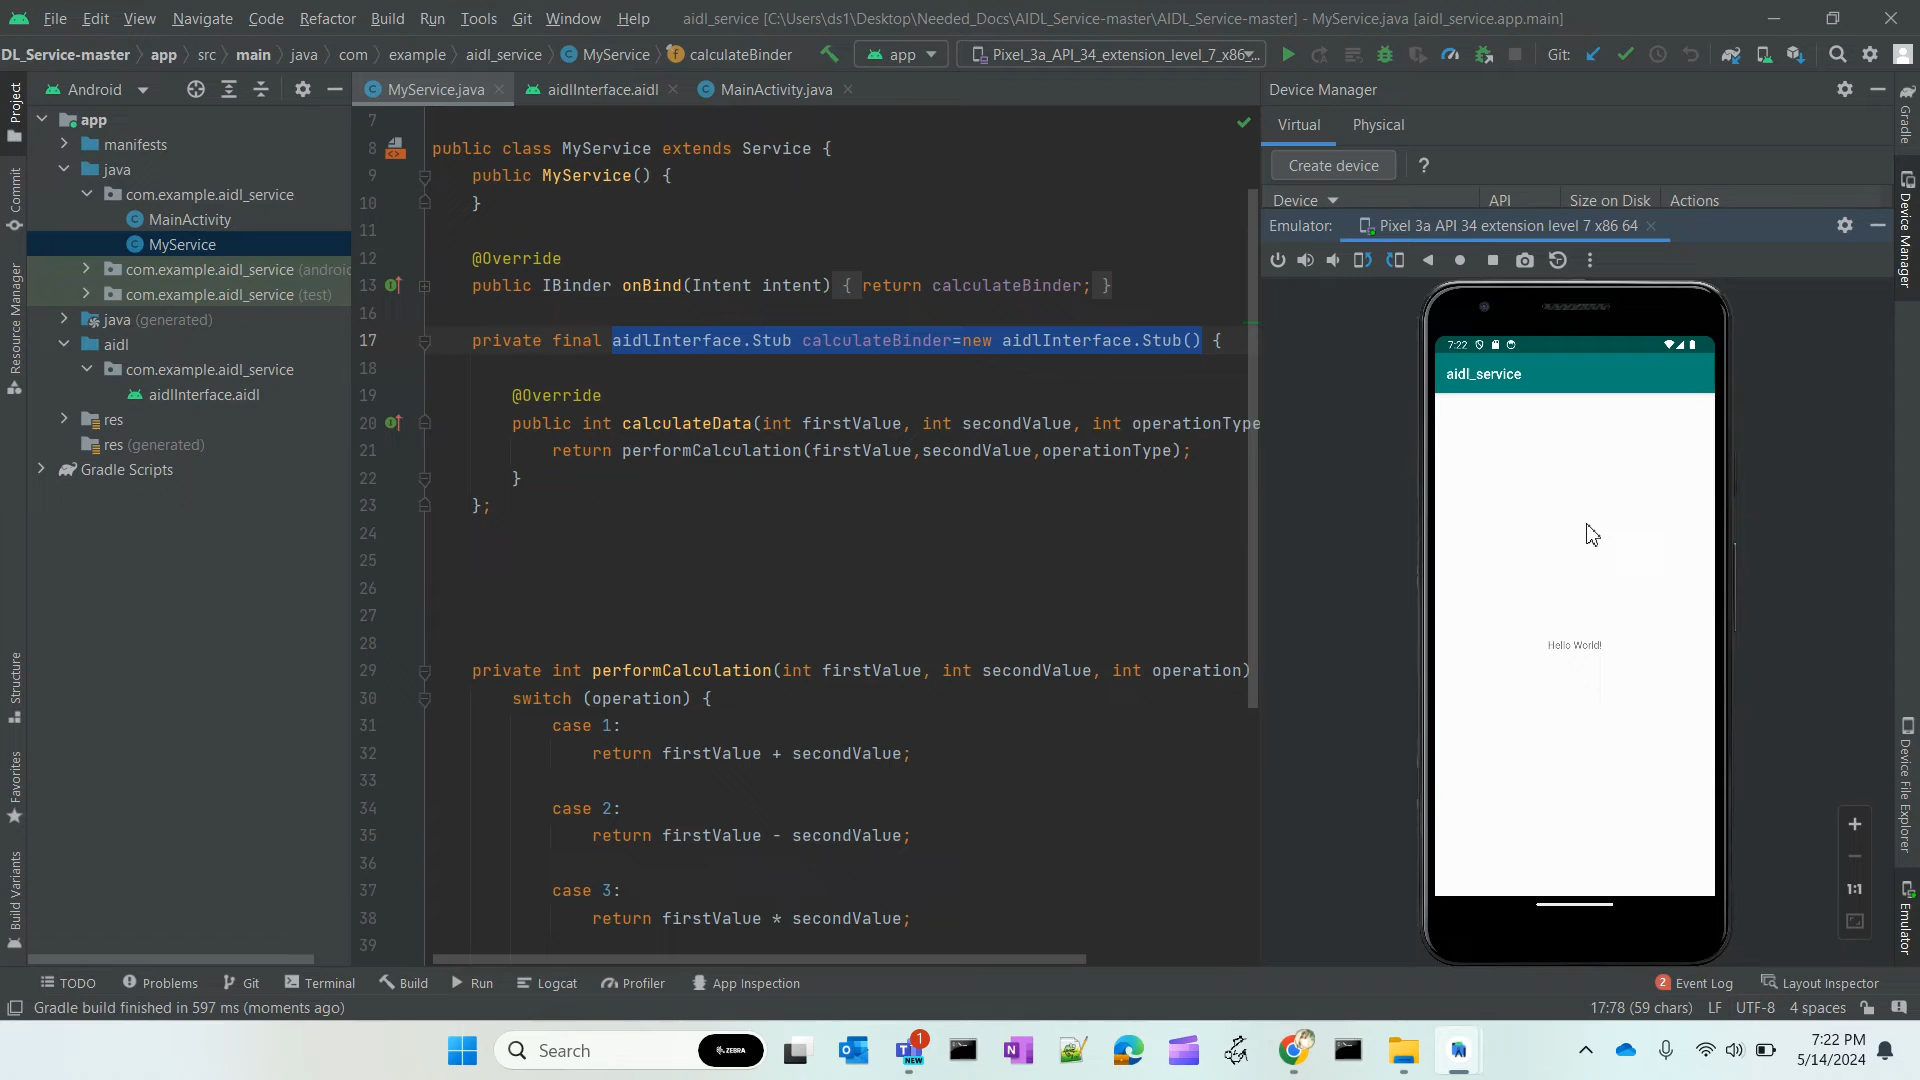 File Edit View Navigate Code Refactor Build Run Tools Git Window Help aidl_service [C:\Users\ds1\Desktop\Needed_Docs\AIDL_Service-master\AIDL_Service-master] - MyService.java [aidl_service.app.main]
DL_Service-master app src main java com example aidl_service MyService calculateBinder app Pixel_3a_API_34_extension_level_7_x86... Git:
Android
MyService.java aidlInterface.aidl MainActivity.java
Device Manager
Virtual Physical
Create device ?
Device API Size on Disk Actions
Emulator: Pixel 3a API 34 extension level 7 x86 64
Project
Commit
Resource Manager
Structure
Favorites
Build Variants
app
manifests
java
com.example.aidl_service
MainActivity
MyService
com.example.aidl_service (android
com.example.aidl_service (test)
java (generated)
aidl
com.example.aidl_service
aidlInterface.aidl
res
res (generated)
Gradle Scripts
7
8 public class MyService extends Service {
9 public MyService() {
10 }
11
12 @Override
13 public IBinder onBind(Intent intent) { return calculateBinder; }
16
17 private final aidlInterface.Stub calculateBinder=new aidlInterface.Stub() {
18
19 @Override
20 public int calculateData(int firstValue, int secondValue, int operationType
21 return performCalculation(firstValue,secondValue,operationType);
22 }
23 };
24
25
26
27
28
29 private int performCalculation(int firstValue, int secondValue, int operation)
30 switch (operation) {
31 case 1:
32 return firstValue + secondValue;
33
34 case 2:
35 return firstValue - secondValue;
36
37 case 3:
38 return firstValue * secondValue;
39
7:22
aidl_service
Hello World!
1:1
Gradle
Device Manager
Device File Explorer
Emulator
TODO Problems Git Terminal Build Run Logcat Profiler App Inspection 2 Event Log Layout Inspector
Gradle build finished in 597 ms (moments ago) 17:78 (59 chars) LF UTF-8 4 spaces
Search ZEBRA NEW 1 7:22 PM
5/14/2024